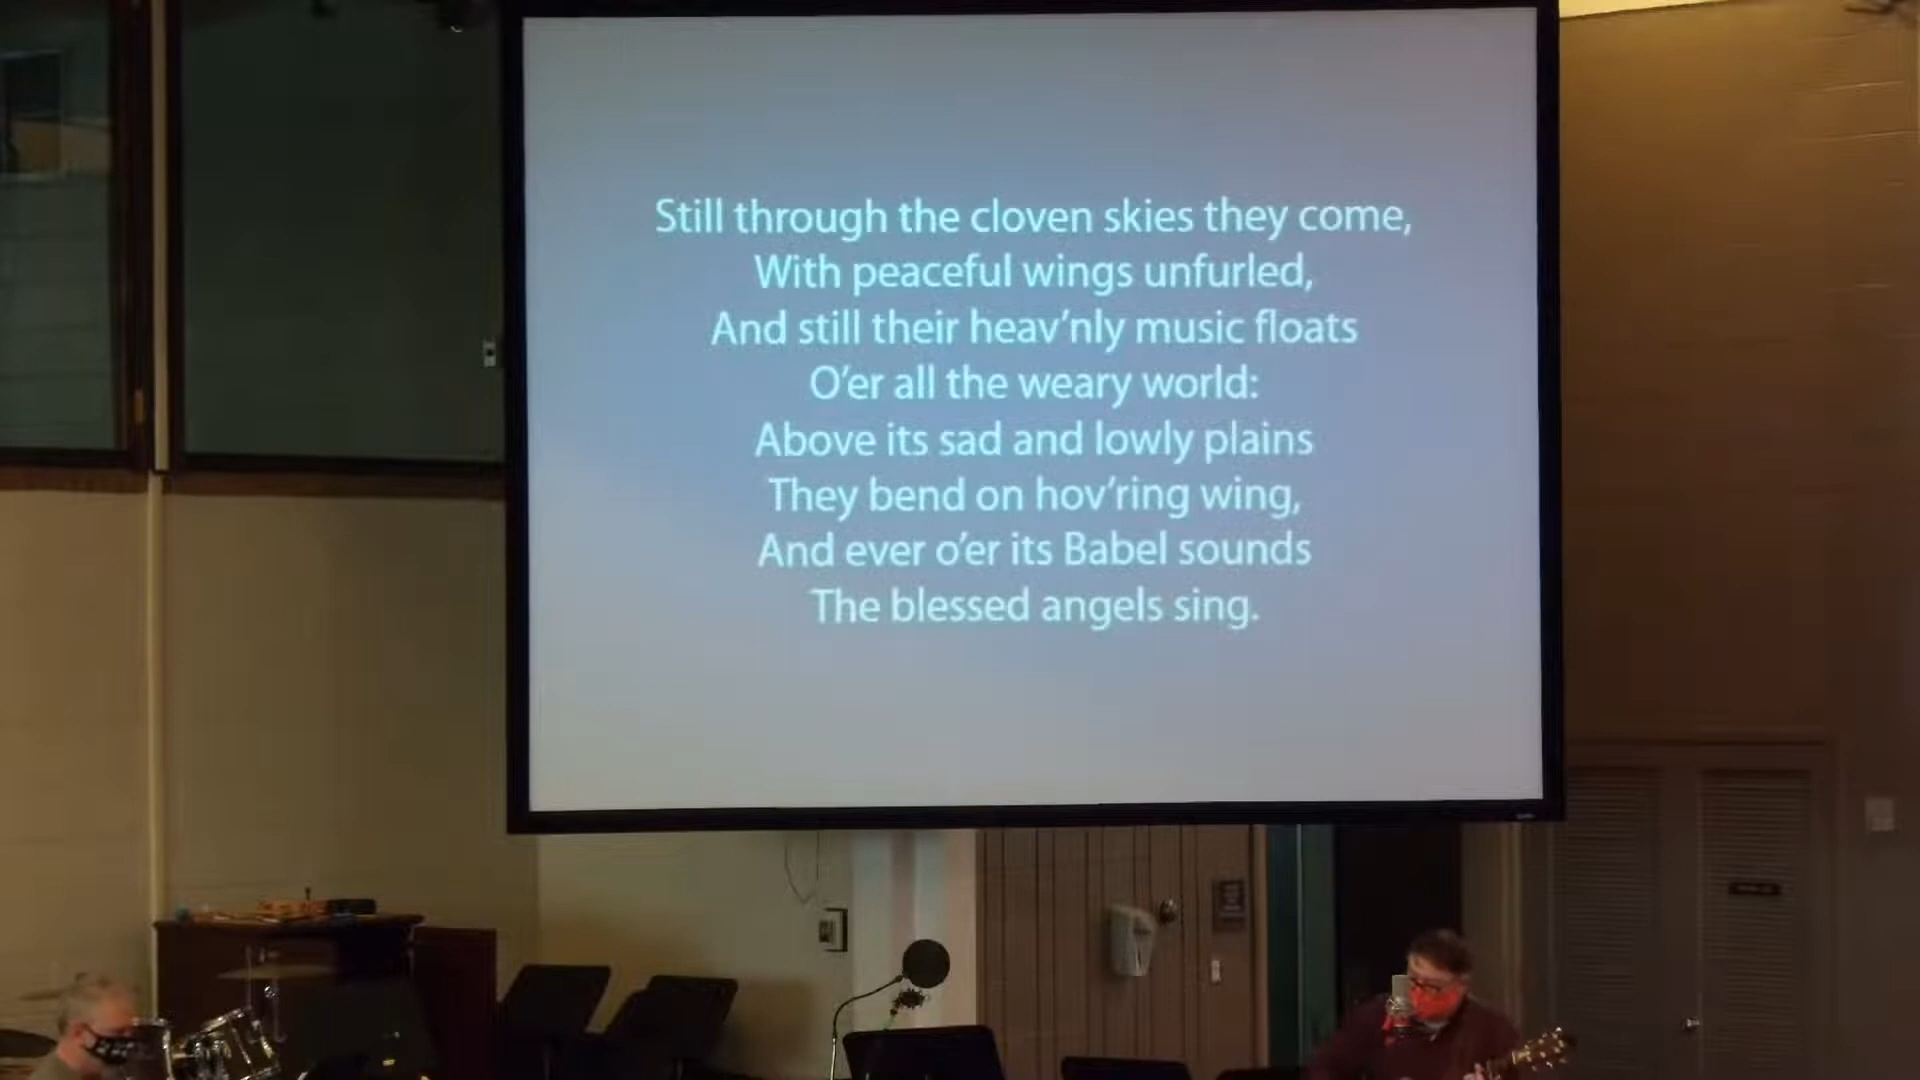 Still through the cloven skies they come,
With peaceful wings unfurled,
And still their heav’nly music floats
O’er all the weary world:
Above its sad and lowly plains
They bend on hov’ring wing,
And ever o’er its Babel sounds
The blessed angels sing.